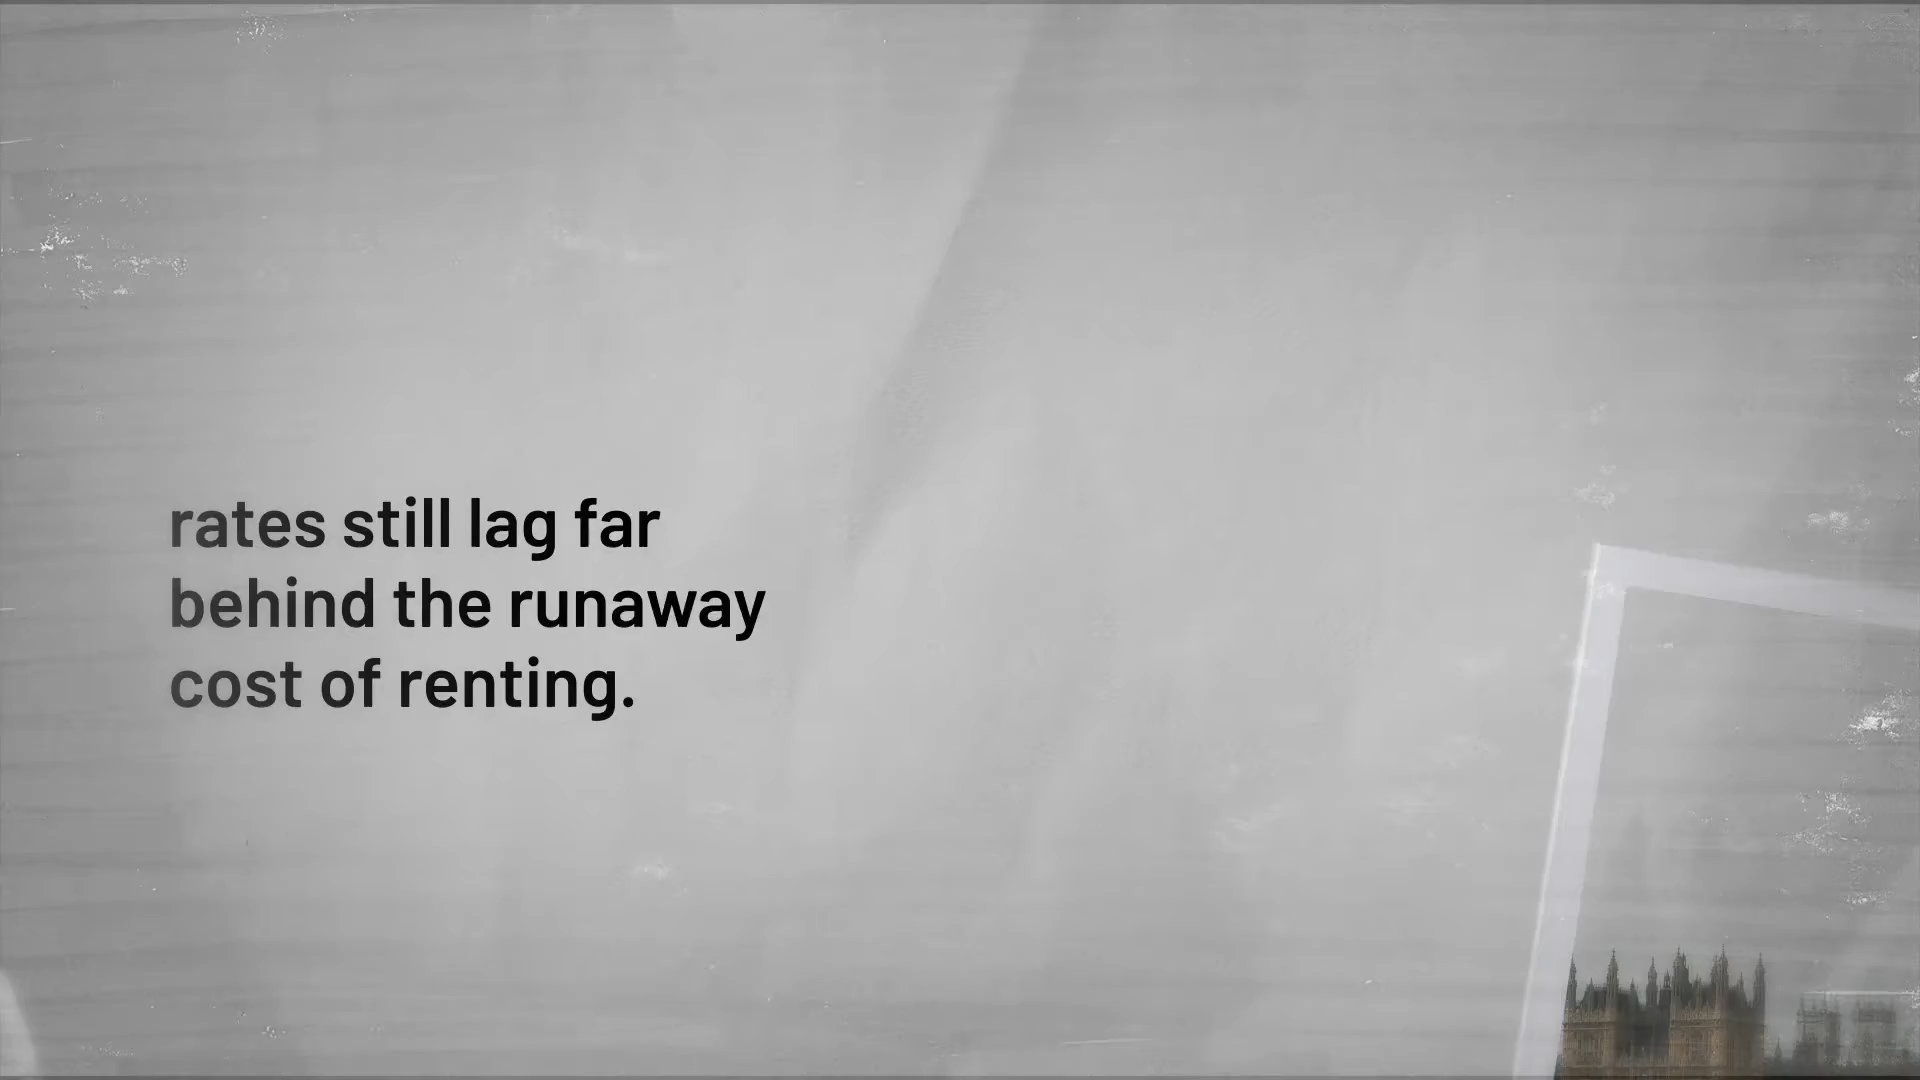 rates still lag far
behind the runaway
cost of renting.